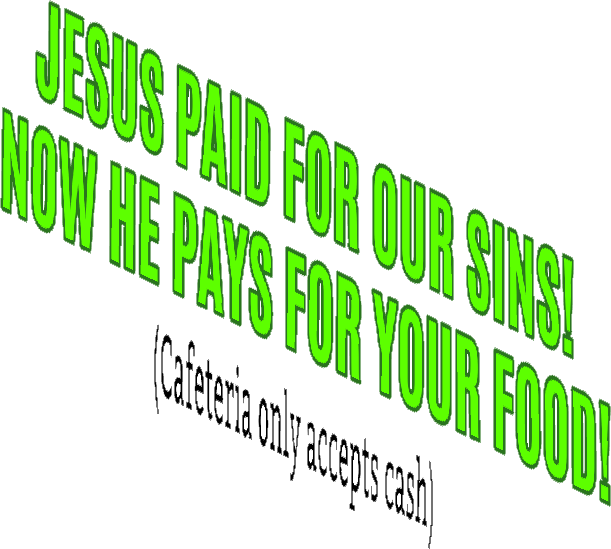 JESUS PAID FOR OUR SINS!
NOW HE PAYS FOR YOUR FOOD!
(Cafeteria only accepts cash)